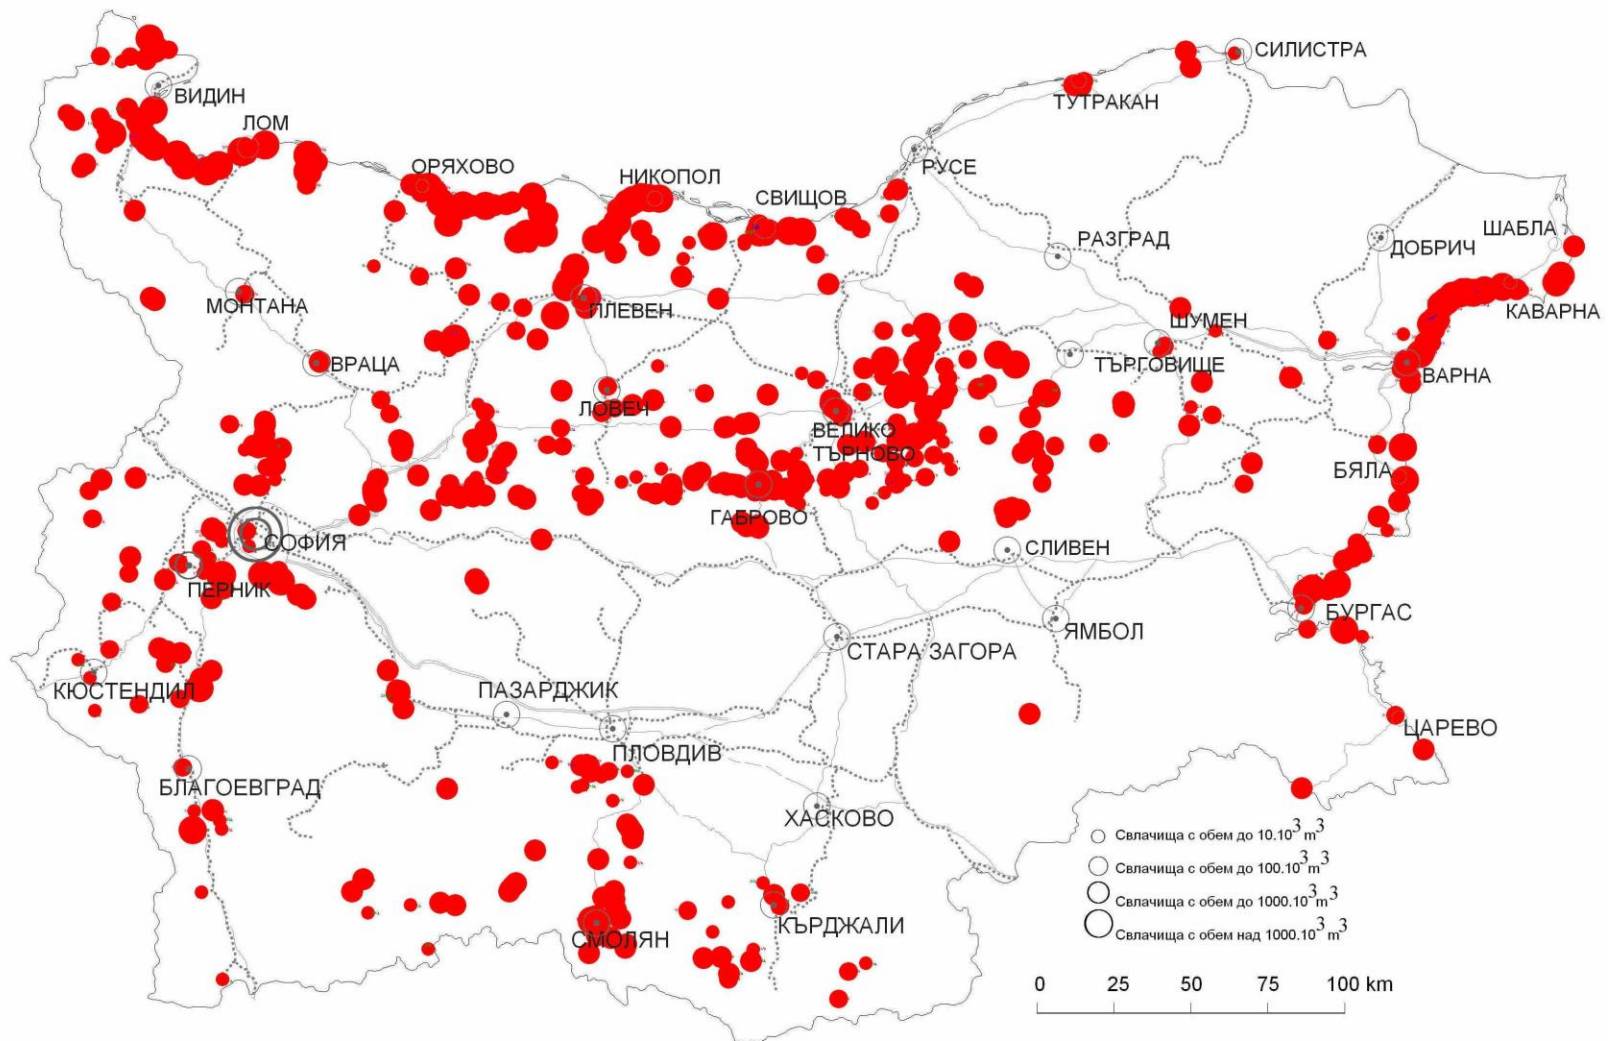 СИЛИСТРА
ВИДИН
ТУТРАКАН
ЛОМ
РУСЕ
ОРЯХОВО
НИКОПОЛ
СВИЩОВ
ШАБЛА
РАЗГРАД
ДОБРИЧ
МОНТАНА
ПЛЕВЕН
КАВАРНА
ШУМЕН
ВРАЦА
ТЪРГОВИЩЕ
ВАРНА
ЛОВЕЧ
ВЕЛИКО
ТЪРНОВО
БЯЛА
ГАБРОВО
СОФИЯ
СЛИВЕН
ПЕРНИК
БУРГАС
ЯМБОЛ
СТАРА ЗАГОРА
КЮСТЕНДИЛ
ПАЗАРДЖИК
ЦАРЕВО
ПЛОВДИВ
БЛАГОЕВГРАД
ХАСКОВО
КЪРДЖАЛИ
СМОЛЯН
Свлачища с обем до 10.10³ m³
Свлачища с обем до 100.10³ m³
Свлачища с обем до 1000.10³ m³
Свлачища с обем над 1000.10³ m³
0 25 50 75 100 km